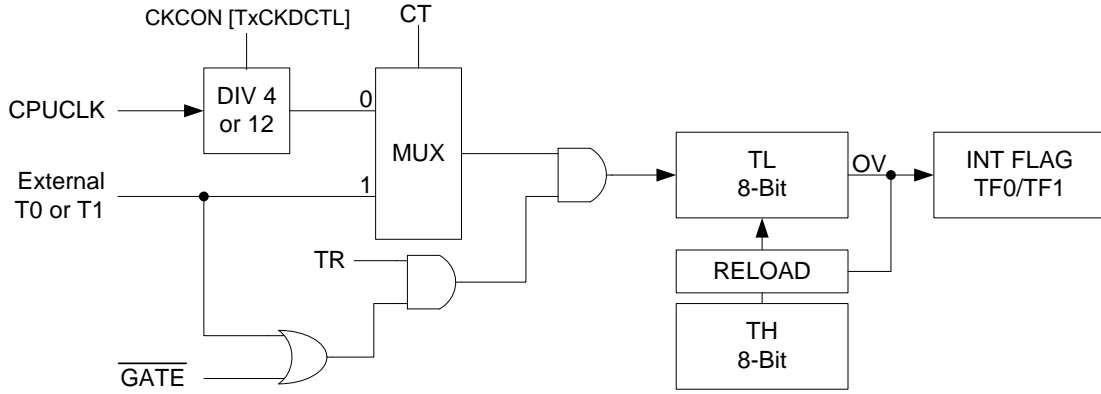 CKCON [TxCKDCTL]
CT
CPUCLK
DIV 4
or 12
0
MUX
External
T0 or T1
1
TL
8-Bit
OV
INT FLAG
TF0/TF1
TR
RELOAD
TH
8-Bit
GATE